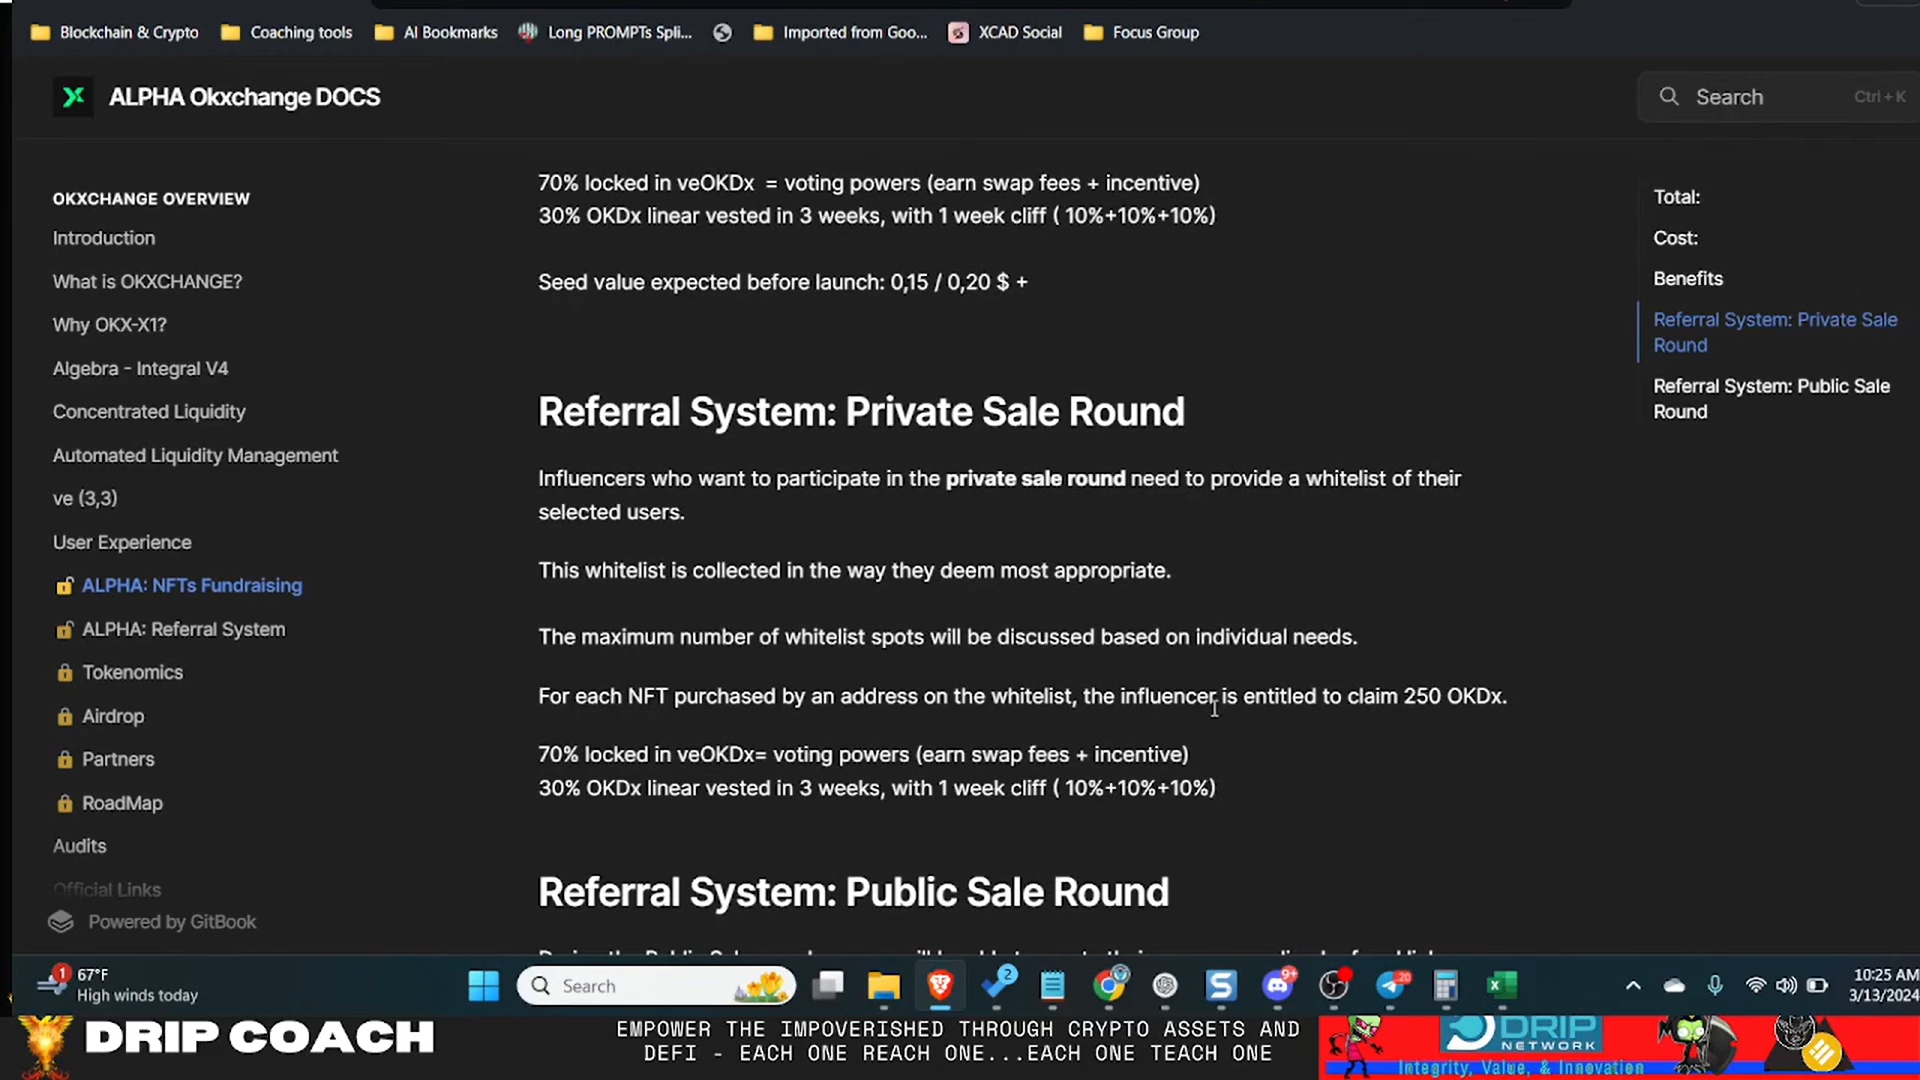 Blockchain & Crypto
Coaching tools
AI Bookmarks
Long PROMPTs Spli...
Imported from Goo...
XCAD Social
Focus Group
ALPHA Okxchange DOCS
Search
Ctrl + K
OKXCHANGE OVERVIEW
Introduction
What is OKXCHANGE?
Why OKX-X1?
Algebra - Integral V4
Concentrated Liquidity
Automated Liquidity Management
ve (3,3)
User Experience
ALPHA: NFTs Fundraising
ALPHA: Referral System
Tokenomics
Airdrop
Partners
RoadMap
Audits
Official Links
Powered by GitBook
70% locked in veOKDx = voting powers (earn swap fees + incentive)
30% OKDx linear vested in 3 weeks, with 1 week cliff ( 10%+10%+10%)
Seed value expected before launch: 0,15 / 0,20 $ +
Referral System: Private Sale Round
Influencers who want to participate in the private sale round need to provide a whitelist of their
selected users.
This whitelist is collected in the way they deem most appropriate.
The maximum number of whitelist spots will be discussed based on individual needs.
For each NFT purchased by an address on the whitelist, the influencer is entitled to claim 250 OKDx.
70% locked in veOKDx= voting powers (earn swap fees + incentive)
30% OKDx linear vested in 3 weeks, with 1 week cliff ( 10%+10%+10%)
Referral System: Public Sale Round
Total:
Cost:
Benefits
Referral System: Private Sale
Round
Referral System: Public Sale
Round
1
67°F
High winds today
Search
2
9+
20
10:25 AM
3/13/2024
DRIP COACH
EMPOWER THE IMPOVERISHED THROUGH CRYPTO ASSETS AND
DEFI - EACH ONE REACH ONE...EACH ONE TEACH ONE
DRIP
NETWORK
Integrity, Value, & Innovation